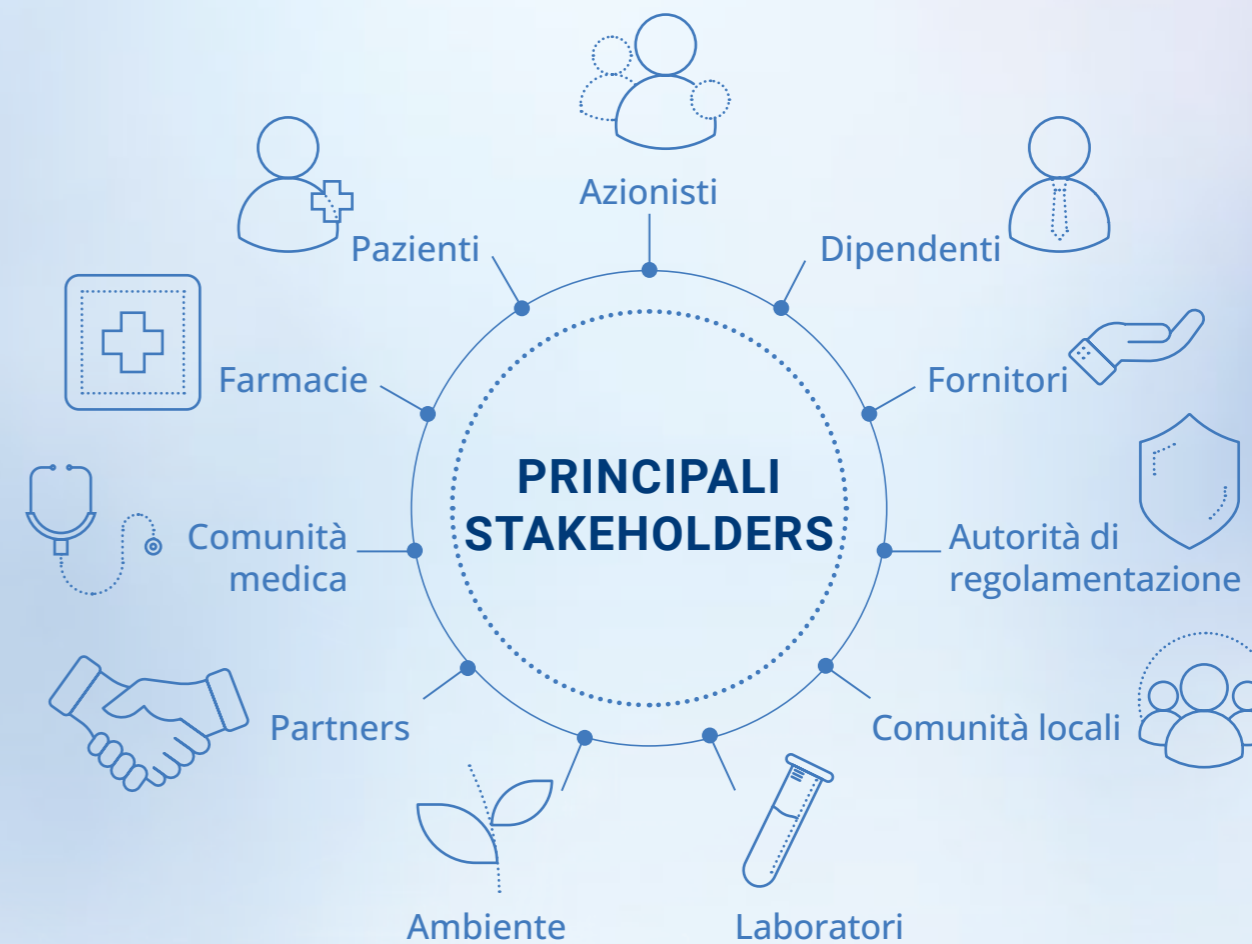 Azionisti
Pazienti
Dipendenti
Farmacie
Fornitori
PRINCIPALI
STAKEHOLDERS
Comunità
medica
Autorità di
regolamentazione
Partners
Comunità locali
Ambiente
Laboratori